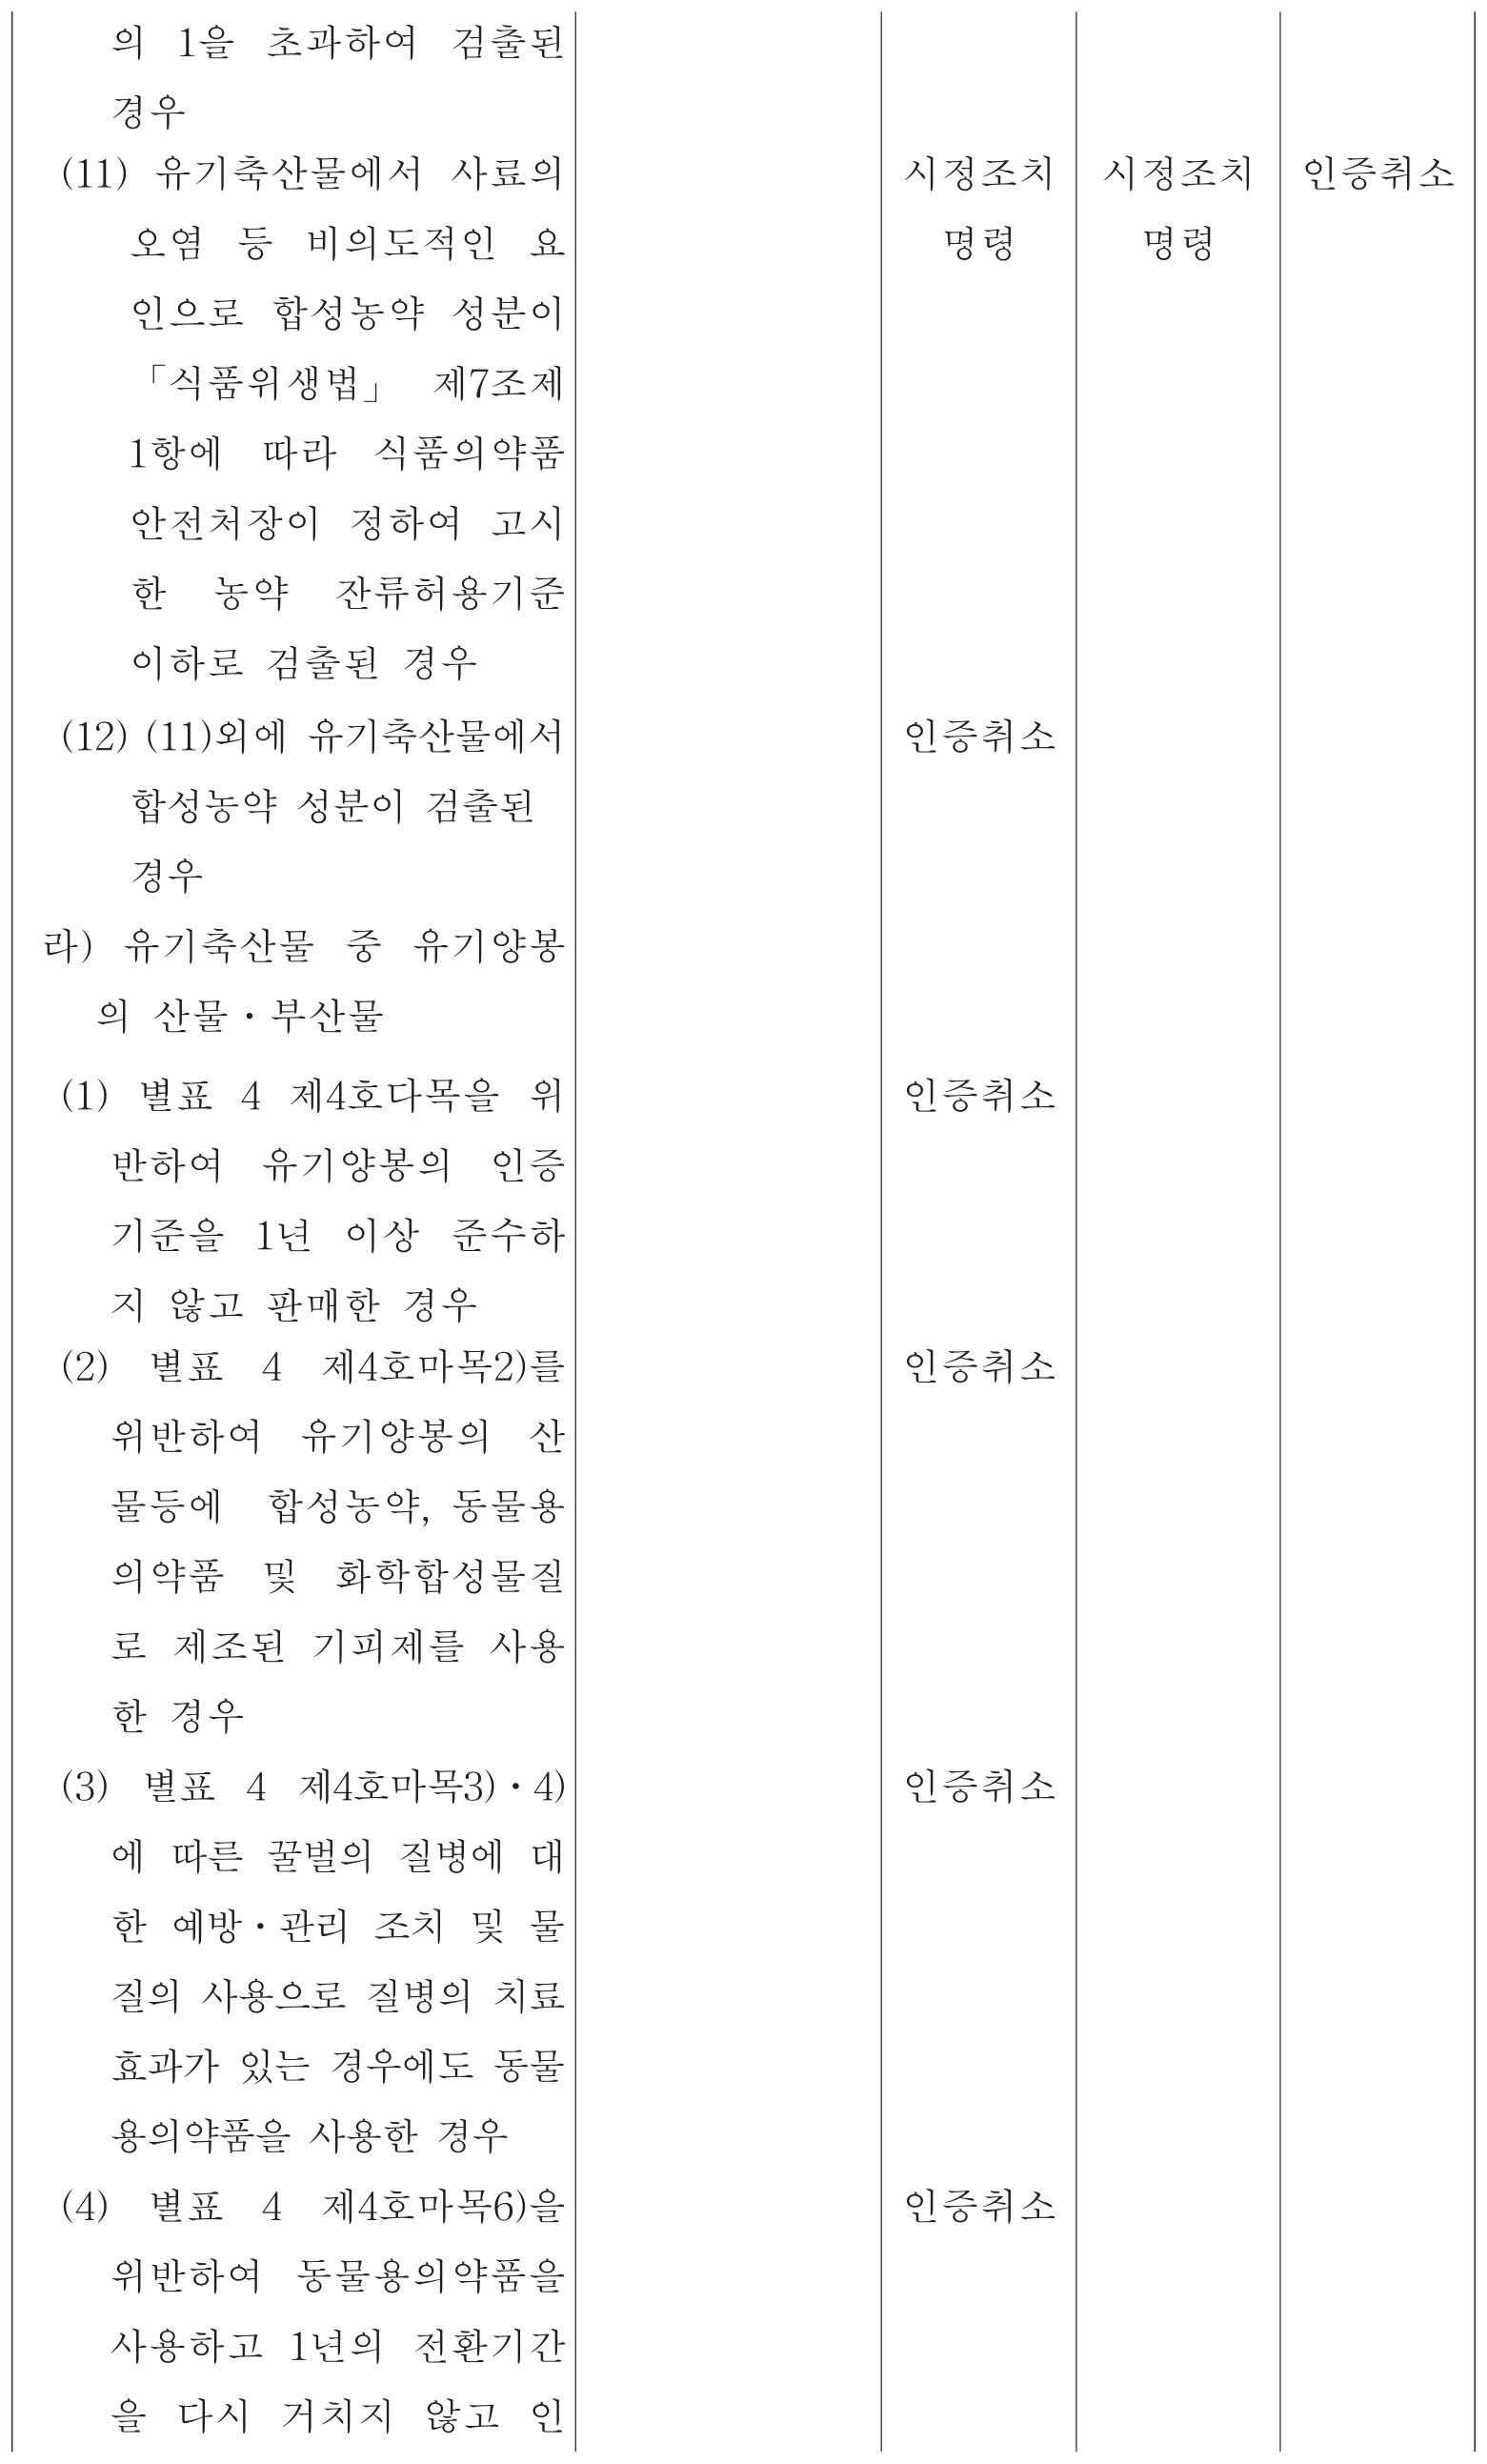 의 1을 초과하여 검출된
경우
(11) 유기축산물에서 사료의 시정조치 시정조치 인증취소
오염 등 비의도적인 요 명령 명령
인으로 합성농약 성분이
「식품위생법」 제7조제
1항에 따라 식품의약품
안전처장이 정하여 고시
한 농약 잔류허용기준
이하로 검출된 경우
(12) (11)외에 유기축산물에서 인증취소
합성농약 성분이 검출된
경우
라) 유기축산물 중 유기양봉
의 산물·부산물
(1) 별표 4 제4호다목을 위 인증취소
반하여 유기양봉의 인증
기준을 1년 이상 준수하
지 않고 판매한 경우
(2) 별표 4 제4호마목2)를 인증취소
위반하여 유기양봉의 산
물등에 합성농약, 동물용
의약품 및 화학합성물질
로 제조된 기피제를 사용
한 경우
(3) 별표 4 제4호마목3)·4) 인증취소
에 따른 꿀벌의 질병에 대
한 예방·관리 조치 및 물
질의 사용으로 질병의 치료
효과가 있는 경우에도 동물
용의약품을 사용한 경우
(4) 별표 4 제4호마목6)을 인증취소
위반하여 동물용의약품을
사용하고 1년의 전환기간
을 다시 거치지 않고 인